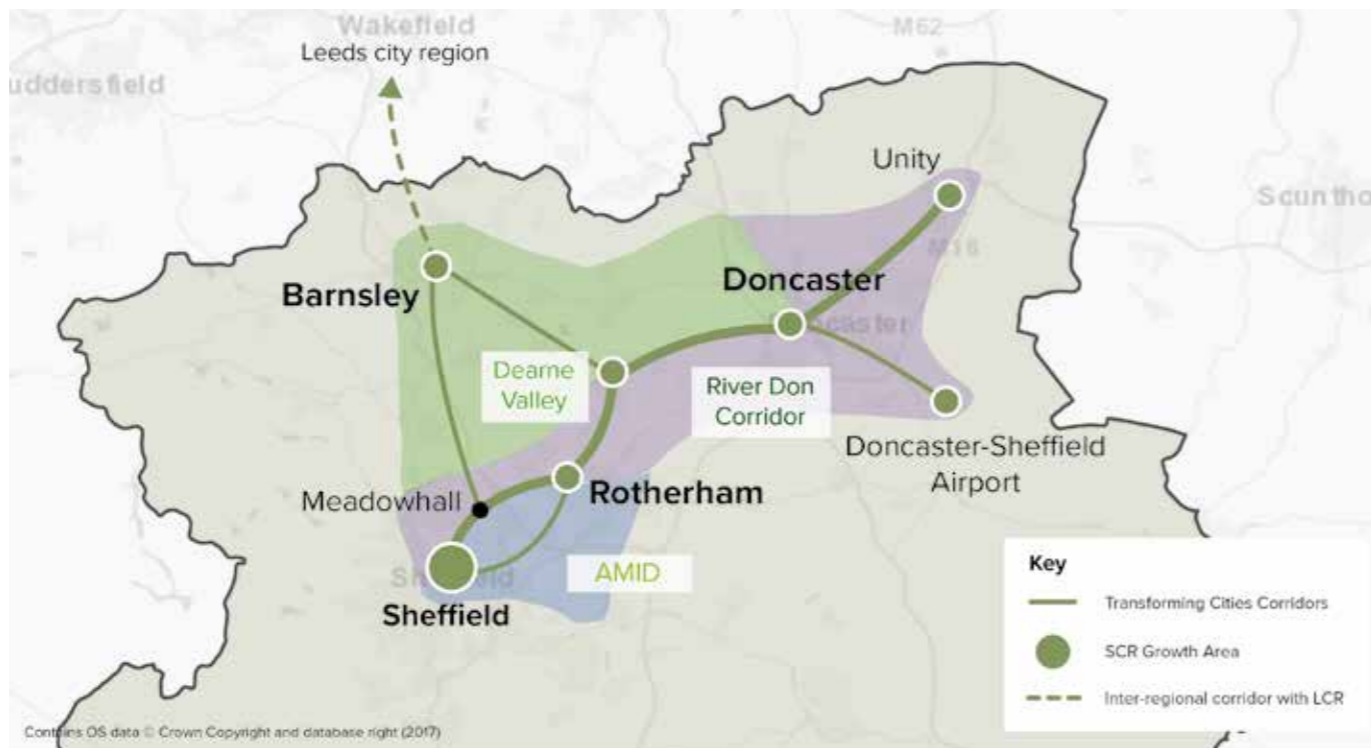 Wakefield
M62
Leeds city region
uddersfield
Unity
Scuntho
M18
Barnsley
Doncaster
caster
Dearne
Valley
River Don
Corridor
Doncaster-Sheffield
Airport
Meadowhall
Rotherham
AMID
Sheffield
Key
Transforming Cities Corridors
SCR Growth Area
Inter-regional corridor with LCR
Contains OS data © Crown Copyright and database right (2017)